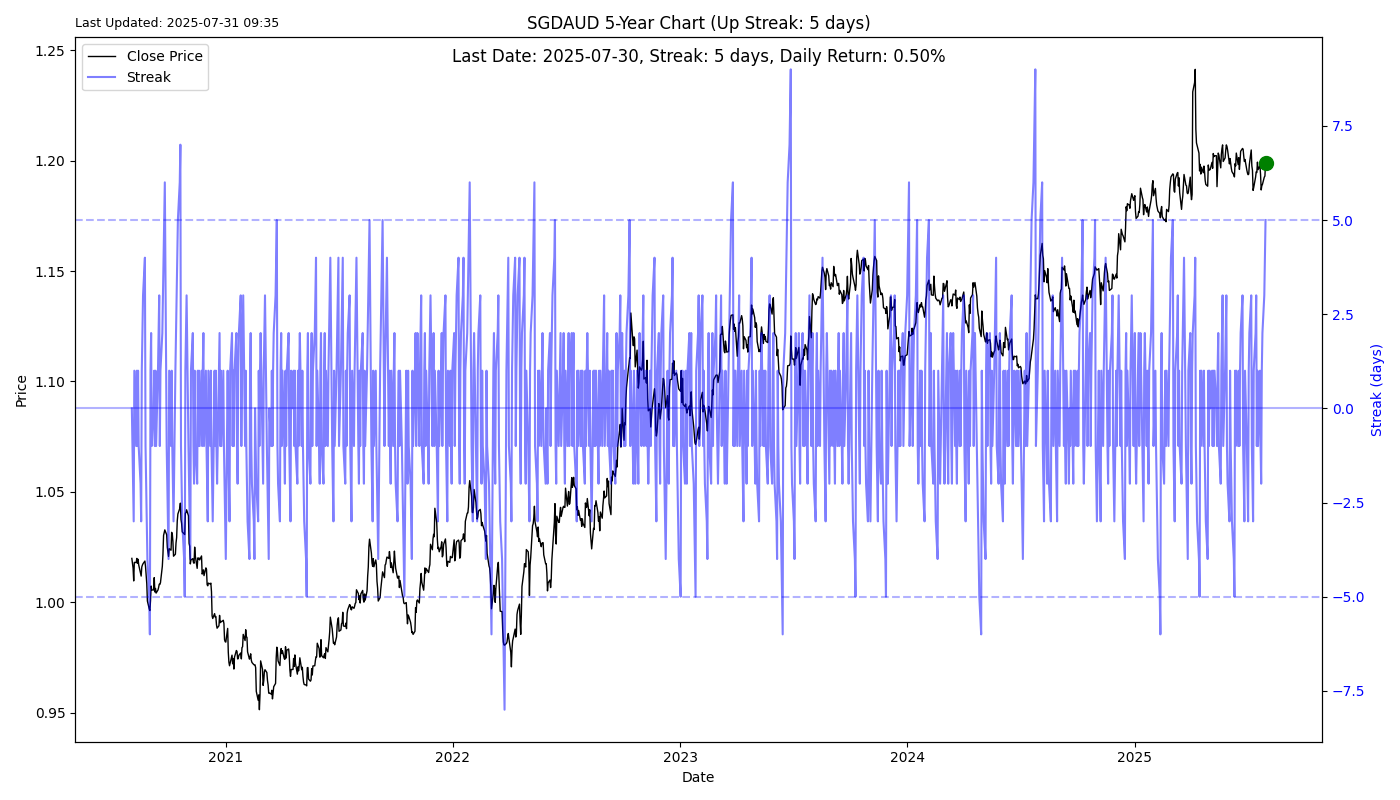 Last Updated: 2025-07-31 09:35
SGDAUD 5-Year Chart (Up Streak: 5 days)
Last Date: 2025-07-30, Streak: 5 days, Daily Return: 0.50%
Close Price
Streak
Price
1.25
1.20
1.15
1.10
1.05
1.00
0.95
7.5
5.0
2.5
0.0
−2.5
−5.0
−7.5
Streak (days)
2021
2022
2023
2024
2025
Date